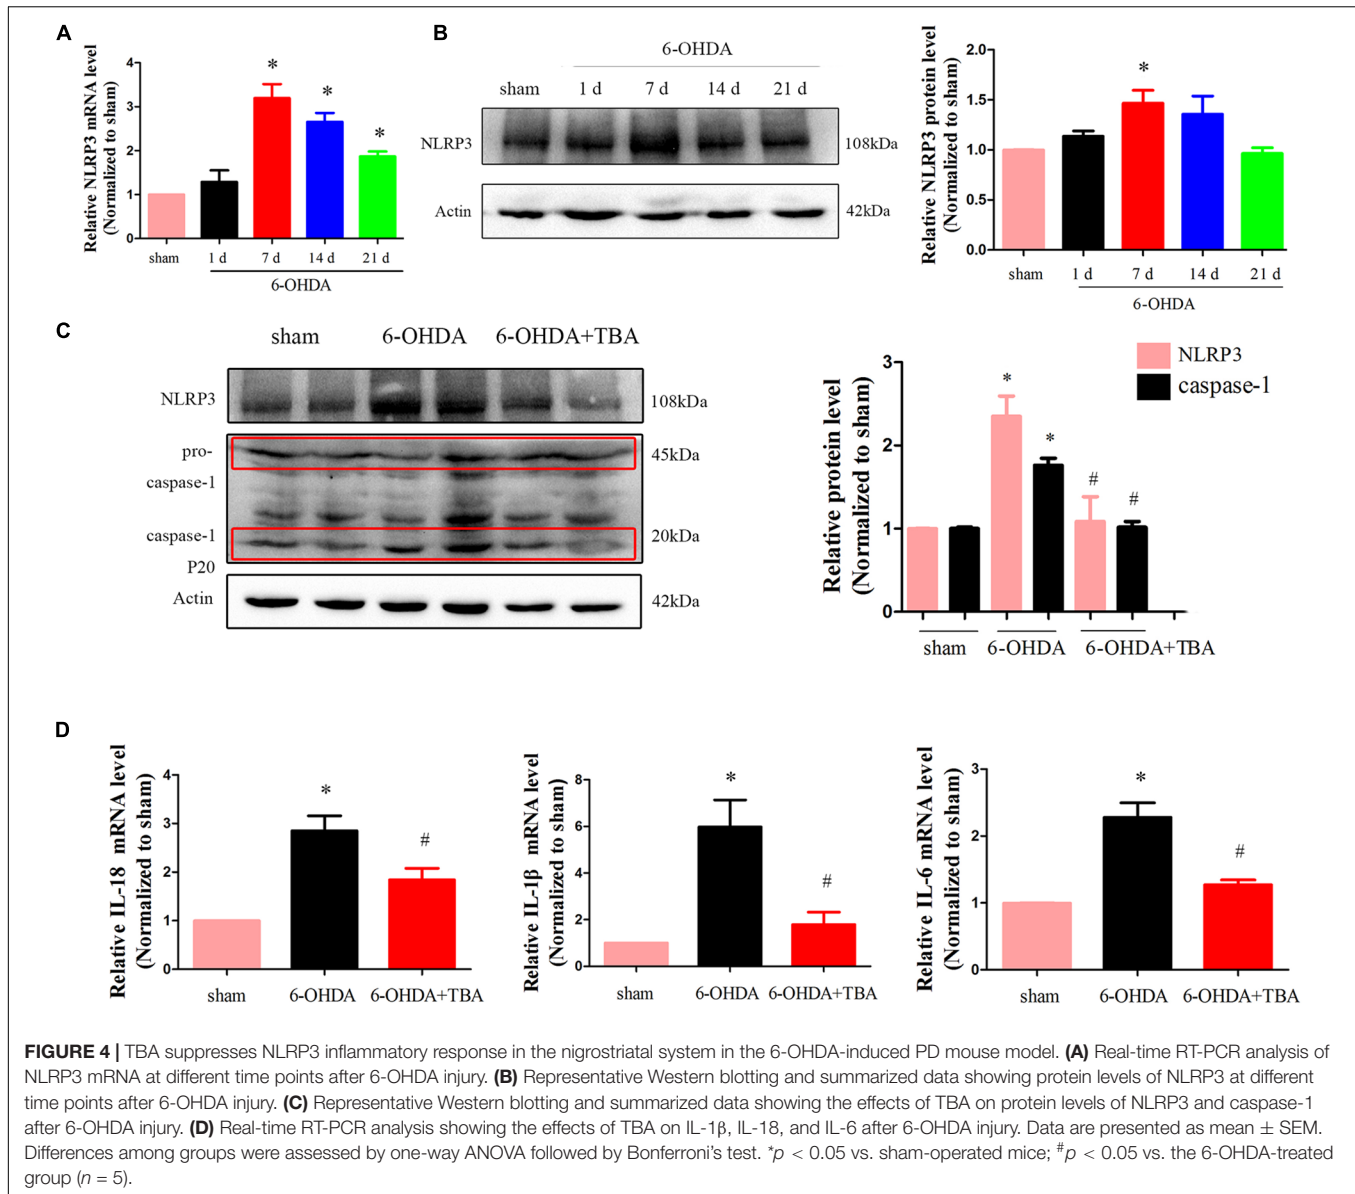 A
Relative NLRP3 mRNA level
(Normalized to sham)
4
3
2
1
0
*
*
*
sham
1 d
7 d
14 d
21 d
6-OHDA
B
6-OHDA
sham
1 d
7 d
14 d
21 d
NLRP3
108kDa
Actin
42kDa
Relative NLRP3 protein level
(Normalized to sham)
2.0
1.5
1.0
0.5
0.0
*
sham
1 d
7 d
14 d
21 d
6-OHDA
C
sham
6-OHDA
6-OHDA+TBA
NLRP3
108kDa
pro-
caspase-1
45kDa
caspase-1
P20
20kDa
Actin
42kDa
Relative protein level
(Normalized to sham)
3
2
1
0
NLRP3
caspase-1
*
*
#
#
sham
6-OHDA
6-OHDA+TBA
D
Relative IL-18 mRNA level
(Normalized to sham)
4
3
2
1
0
*
#
sham
6-OHDA
6-OHDA+TBA
Relative IL-1β mRNA level
(Normalized to sham)
8
6
4
2
0
*
#
sham
6-OHDA
6-OHDA+TBA
Relative IL-6 mRNA level
(Normalized to sham)
3
2
1
0
*
#
sham
6-OHDA
6-OHDA+TBA
FIGURE 4 | TBA suppresses NLRP3 inflammatory response in the nigrostriatal system in the 6-OHDA-induced PD mouse model. (A) Real-time RT-PCR analysis of
NLRP3 mRNA at different time points after 6-OHDA injury. (B) Representative Western blotting and summarized data showing protein levels of NLRP3 at different
time points after 6-OHDA injury. (C) Representative Western blotting and summarized data showing the effects of TBA on protein levels of NLRP3 and caspase-1
after 6-OHDA injury. (D) Real-time RT-PCR analysis showing the effects of TBA on IL-1β, IL-18, and IL-6 after 6-OHDA injury. Data are presented as mean ± SEM.
Differences among groups were assessed by one-way ANOVA followed by Bonferroni's test. *p < 0.05 vs. sham-operated mice; #p < 0.05 vs. the 6-OHDA-treated
group (n = 5).